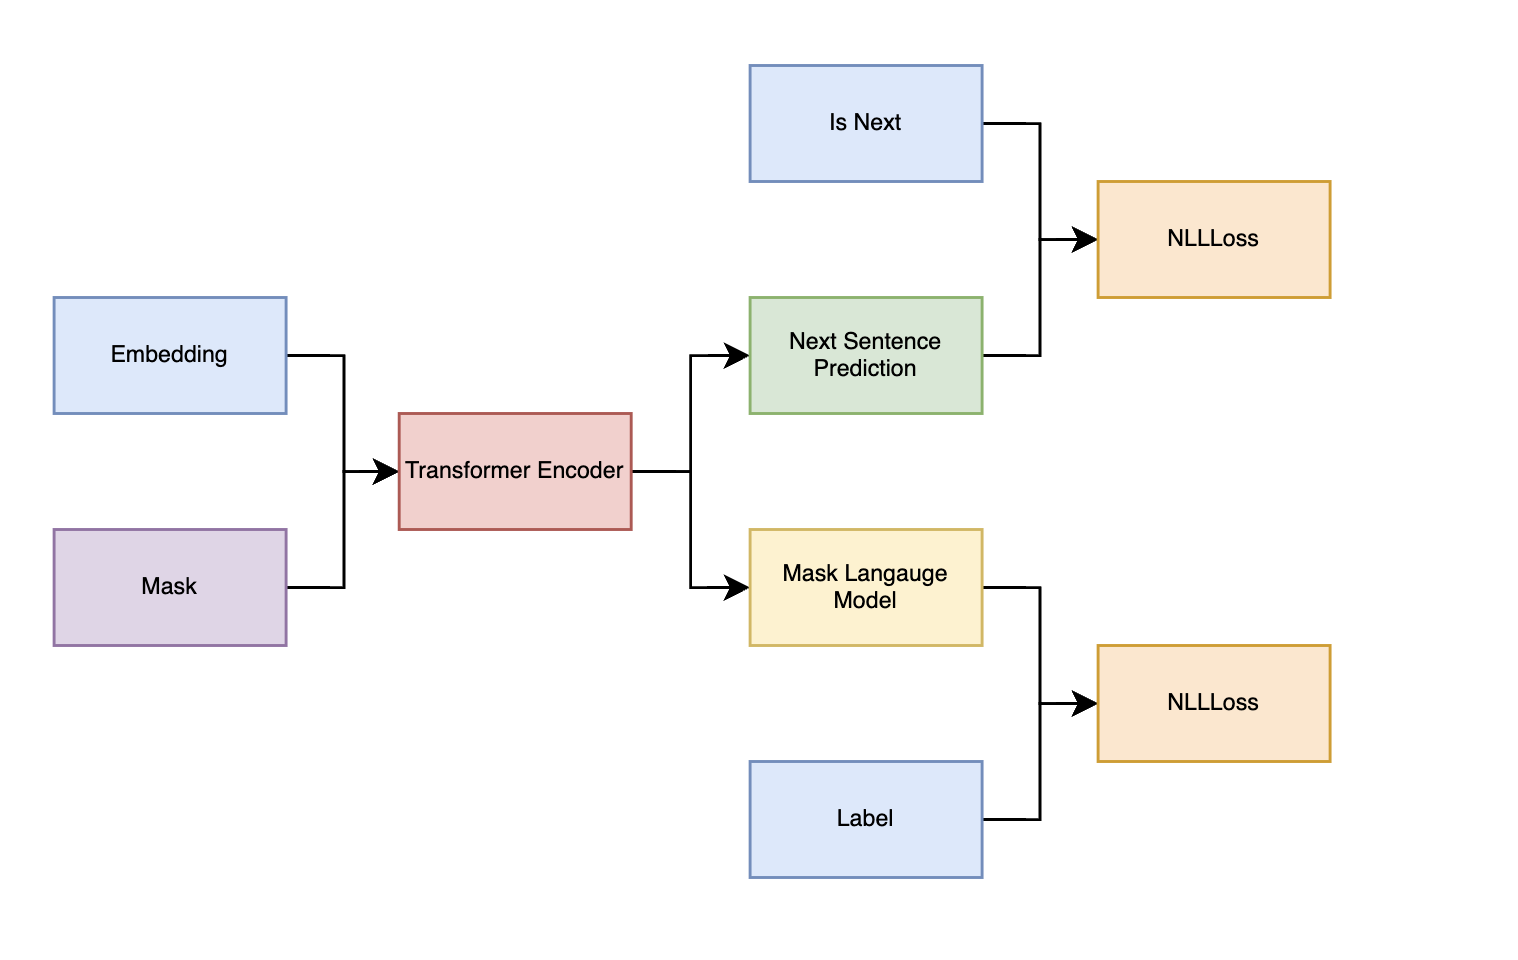 Is Next
NLLLoss
Embedding
Next Sentence
Prediction
Transformer Encoder
Mask
Mask Langauge
Model
NLLLoss
Label